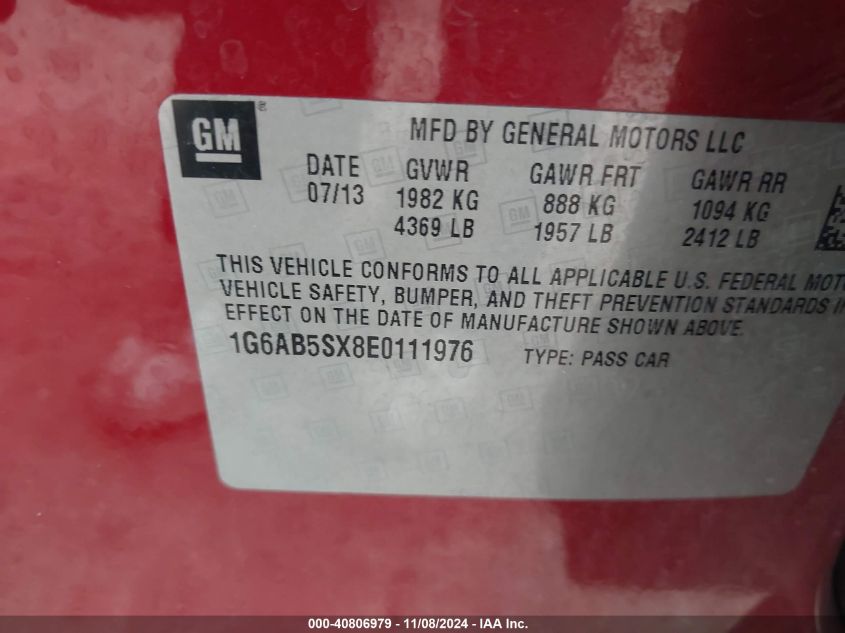 GM
MFD BY GENERAL MOTORS LLC
DATE GVWR GAWR FRT GAWR RR
07/13 1982 KG 888 KG 1094 KG
4369 LB 1957 LB 2412 LB
THIS VEHICLE CONFORMS TO ALL APPLICABLE U.S. FEDERAL MOT
VEHICLE SAFETY, BUMPER, AND THEFT PREVENTION STANDARDS I
EFFECT ON THE DATE OF MANUFACTURE SHOWN ABOVE.
1G6AB5SX8E0111976 TYPE: PASS CAR
000-40806979 - 11/08/2024 - IAA Inc.